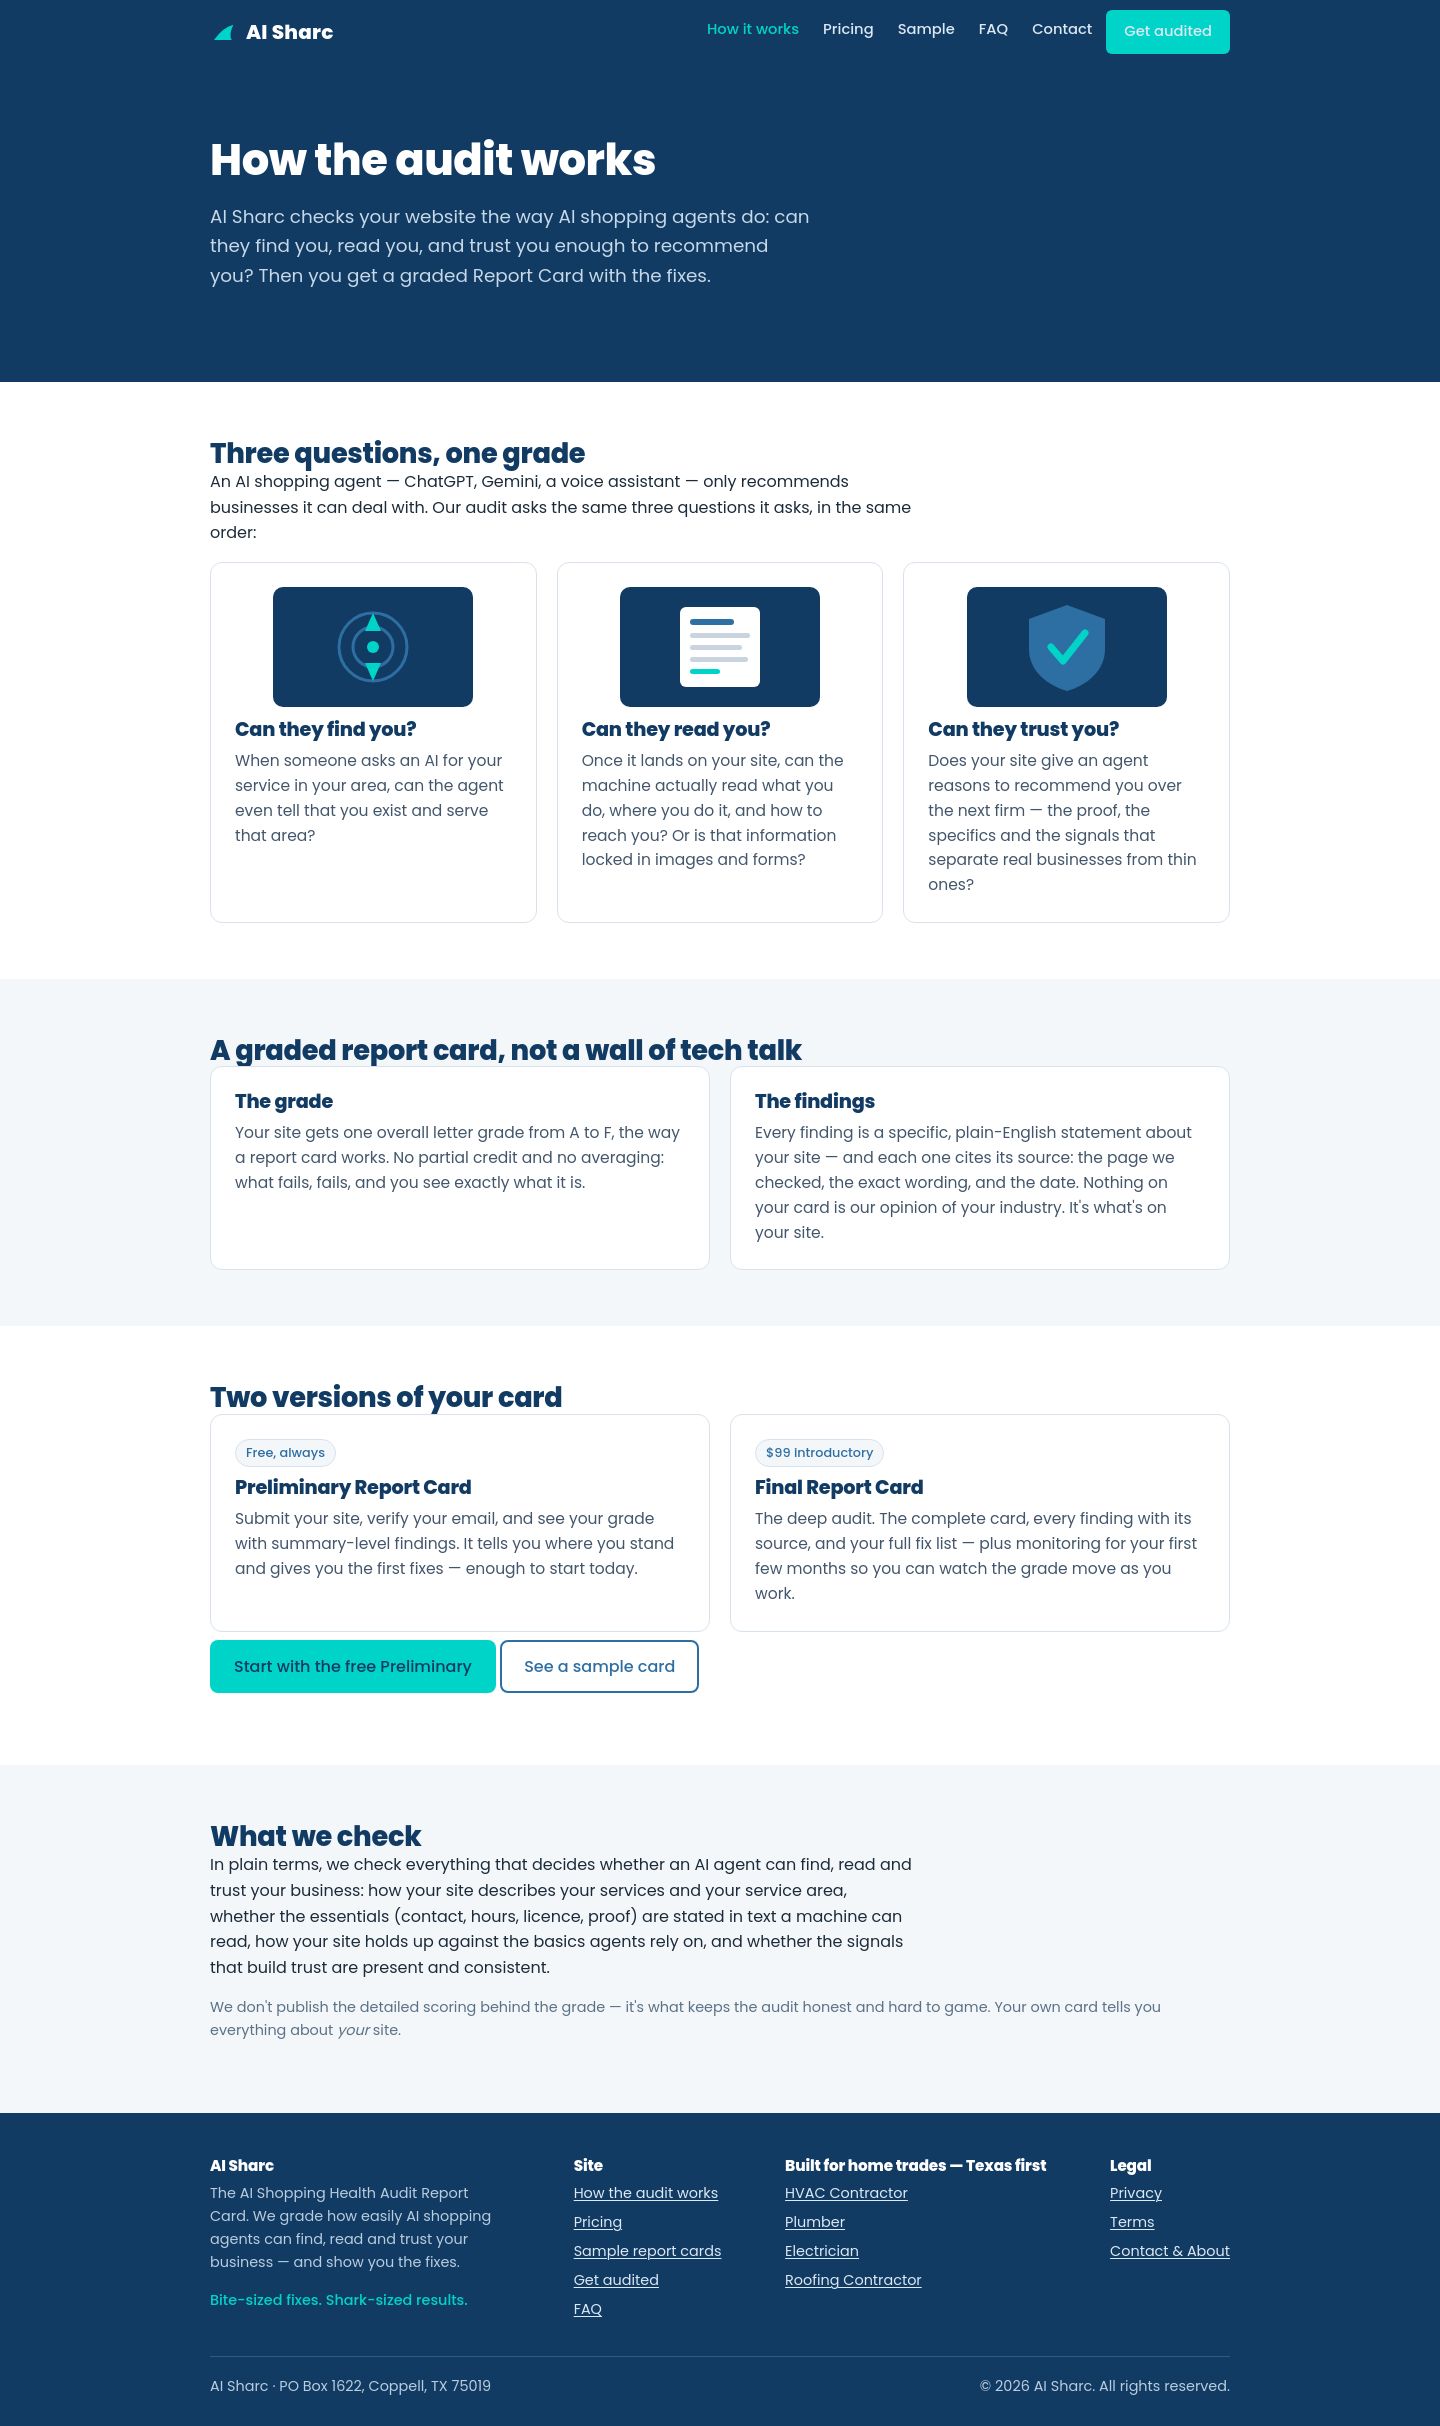 AI Sharc
How it works
Pricing
Sample
FAQ
Contact
Get audited
How the audit works
AI Sharc checks your website the way AI shopping agents do: can
they find you, read you, and trust you enough to recommend
you? Then you get a graded Report Card with the fixes.
Three questions, one grade
An AI shopping agent — ChatGPT, Gemini, a voice assistant — only recommends
businesses it can deal with. Our audit asks the same three questions it asks, in the same
order:
Can they find you?
When someone asks an AI for your
service in your area, can the agent
even tell that you exist and serve
that area?
Can they read you?
Once it lands on your site, can the
machine actually read what you
do, where you do it, and how to
reach you? Or is that information
locked in images and forms?
Can they trust you?
Does your site give an agent
reasons to recommend you over
the next firm — the proof, the
specifics and the signals that
separate real businesses from thin
ones?
A graded report card, not a wall of tech talk
The grade
Your site gets one overall letter grade from A to F, the way
a report card works. No partial credit and no averaging:
what fails, fails, and you see exactly what it is.
The findings
Every finding is a specific, plain-English statement about
your site — and each one cites its source: the page we
checked, the exact wording, and the date. Nothing on
your card is our opinion of your industry. It's what's on
your site.
Two versions of your card
Free, always
Preliminary Report Card
Submit your site, verify your email, and see your grade
with summary-level findings. It tells you where you stand
and gives you the first fixes — enough to start today.
$99 introductory
Final Report Card
The deep audit. The complete card, every finding with its
source, and your full fix list — plus monitoring for your first
few months so you can watch the grade move as you
work.
Start with the free Preliminary
See a sample card
What we check
In plain terms, we check everything that decides whether an AI agent can find, read and
trust your business: how your site describes your services and your service area,
whether the essentials (contact, hours, licence, proof) are stated in text a machine can
read, how your site holds up against the basics agents rely on, and whether the signals
that build trust are present and consistent.
We don't publish the detailed scoring behind the grade — it's what keeps the audit honest and hard to game. Your own card tells you
everything about your site.
AI Sharc
The AI Shopping Health Audit Report
Card. We grade how easily AI shopping
agents can find, read and trust your
business — and show you the fixes.
Bite-sized fixes. Shark-sized results.
Site
How the audit works
Pricing
Sample report cards
Get audited
FAQ
Built for home trades — Texas first
HVAC Contractor
Plumber
Electrician
Roofing Contractor
Legal
Privacy
Terms
Contact & About
AI Sharc · PO Box 1622, Coppell, TX 75019
© 2026 AI Sharc. All rights reserved.